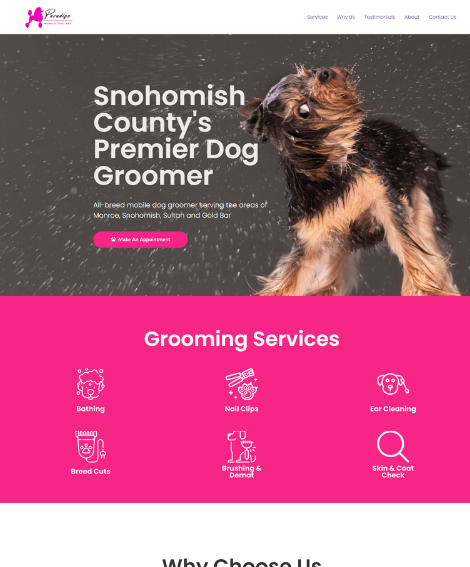 Paradigm
Services Why Us Testimonials About Contact Us
Snohomish
County's
Premier Dog
Groomer
All-breed mobile dog groomer serving the areas of
Monroe, Snohomish, Sultan and Gold Bar
Make An Appointment
Grooming Services
Bathing
Nail Clips
Ear Cleaning
Breed Cuts
Brushing &
Demat
Skin & Coat
Check
Why Choose Us